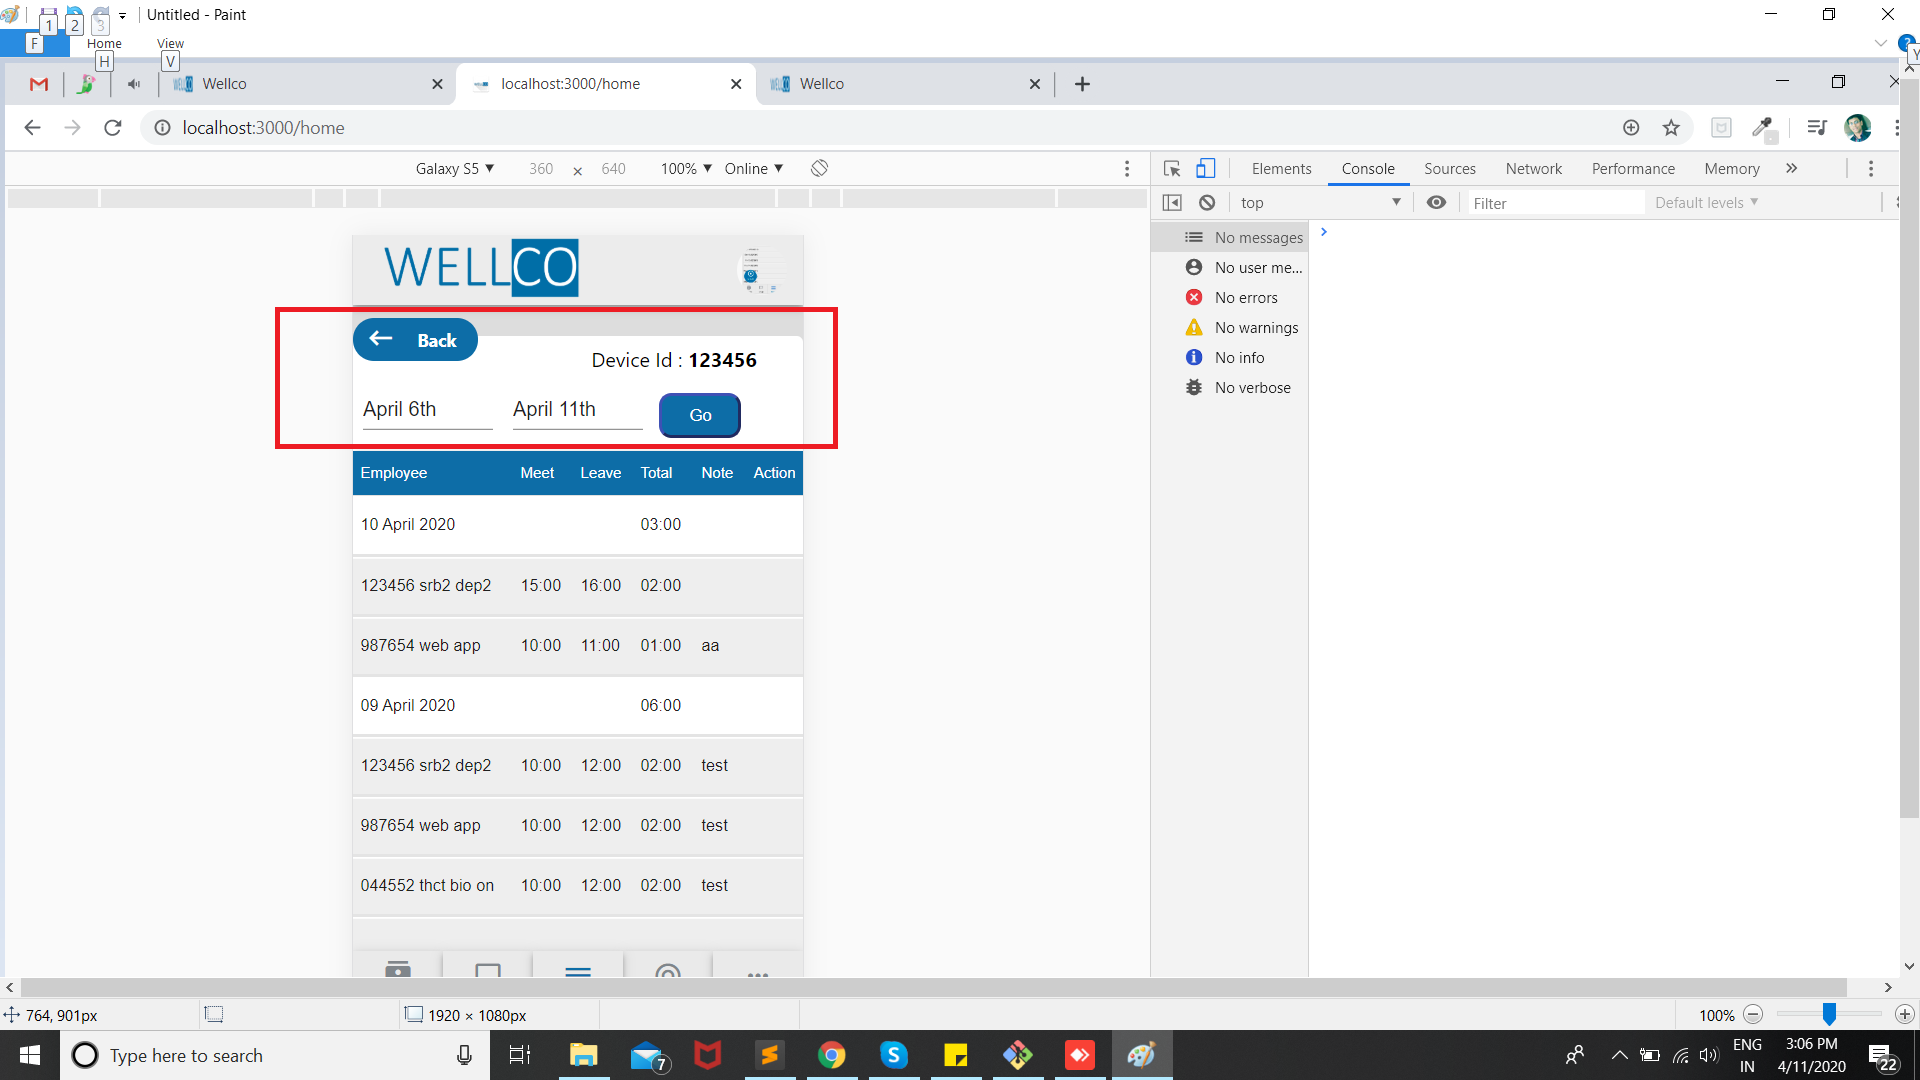 Untitled - Paint
1 2 3
F Home View
H V Y
Wellco localhost:3000/home Wellco
localhost:3000/home
Galaxy S5 360 × 640 100% Online
Elements Console Sources Network Performance Memory
top Filter Default levels
No messages
No user me...
No errors
No warnings
No info
No verbose
WELLCO
Back
Device Id : 123456
April 6th April 11th Go
Employee Meet Leave Total Note Action
10 April 2020 03:00
123456 srb2 dep2 15:00 16:00 02:00
987654 web app 10:00 11:00 01:00 aa
09 April 2020 06:00
123456 srb2 dep2 10:00 12:00 02:00 test
987654 web app 10:00 12:00 02:00 test
044552 thct bio on 10:00 12:00 02:00 test
764, 901px 1920 × 1080px 100%
Type here to search
7
ENG
IN
3:06 PM
4/11/2020
22